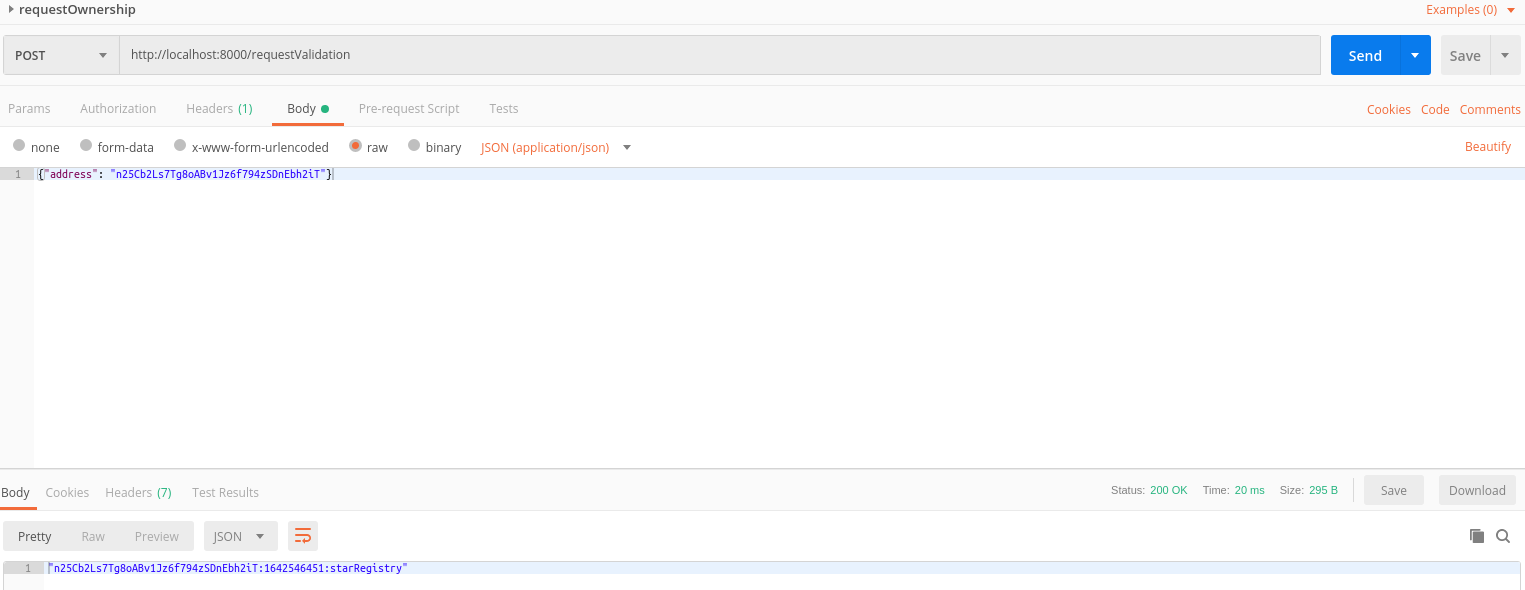 requestOwnership Examples (0)
POST http://localhost:8000/requestValidation Send Save
Params Authorization Headers (1) Body Pre-request Script Tests Cookies Code Comments
none form-data x-www-form-urlencoded raw binary JSON (application/json) Beautify
1 {"address": "n25Cb2Ls7Tg8oABv1Jz6f794zSDnEbh2iT"}
Body Cookies Headers (7) Test Results Status: 200 OK Time: 20 ms Size: 295 B Save Download
Pretty Raw Preview JSON
1 "n25Cb2Ls7Tg8oABv1Jz6f794zSDnEbh2iT:1642546451:starRegistry"